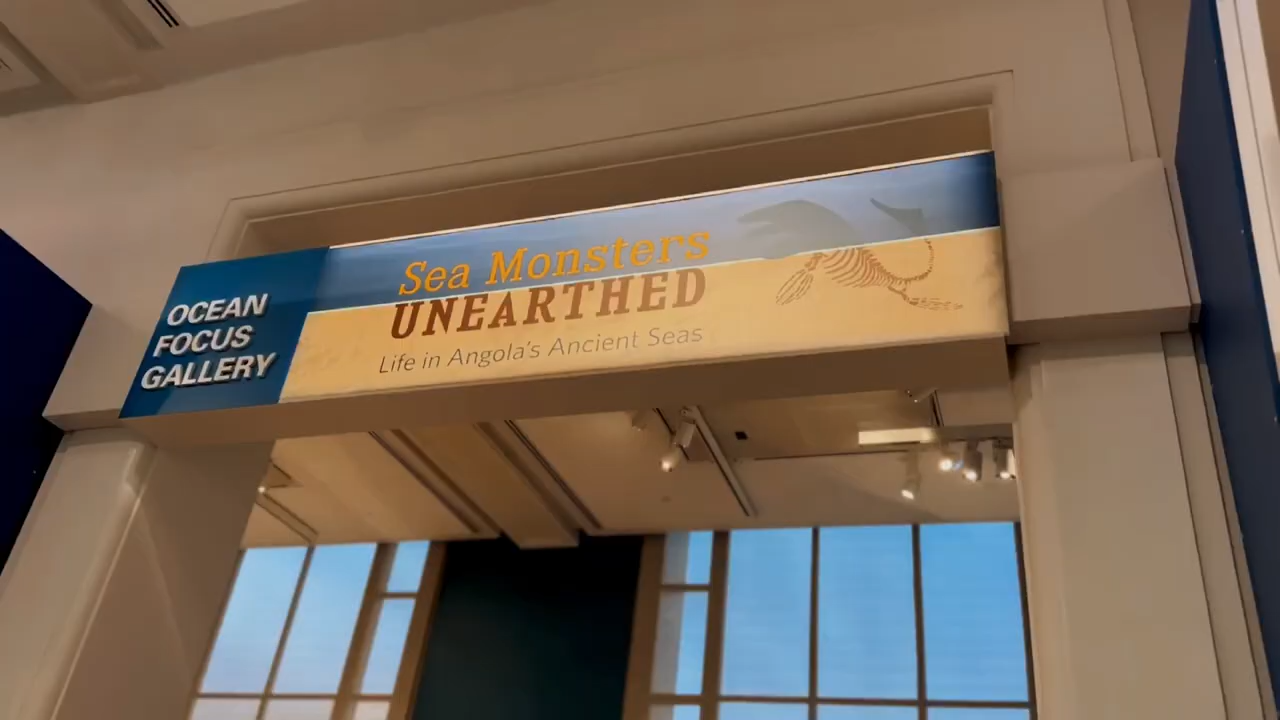 OCEAN
FOCUS
GALLERY
Sea Monsters
UNEARTHED
Life in Angola's Ancient Seas